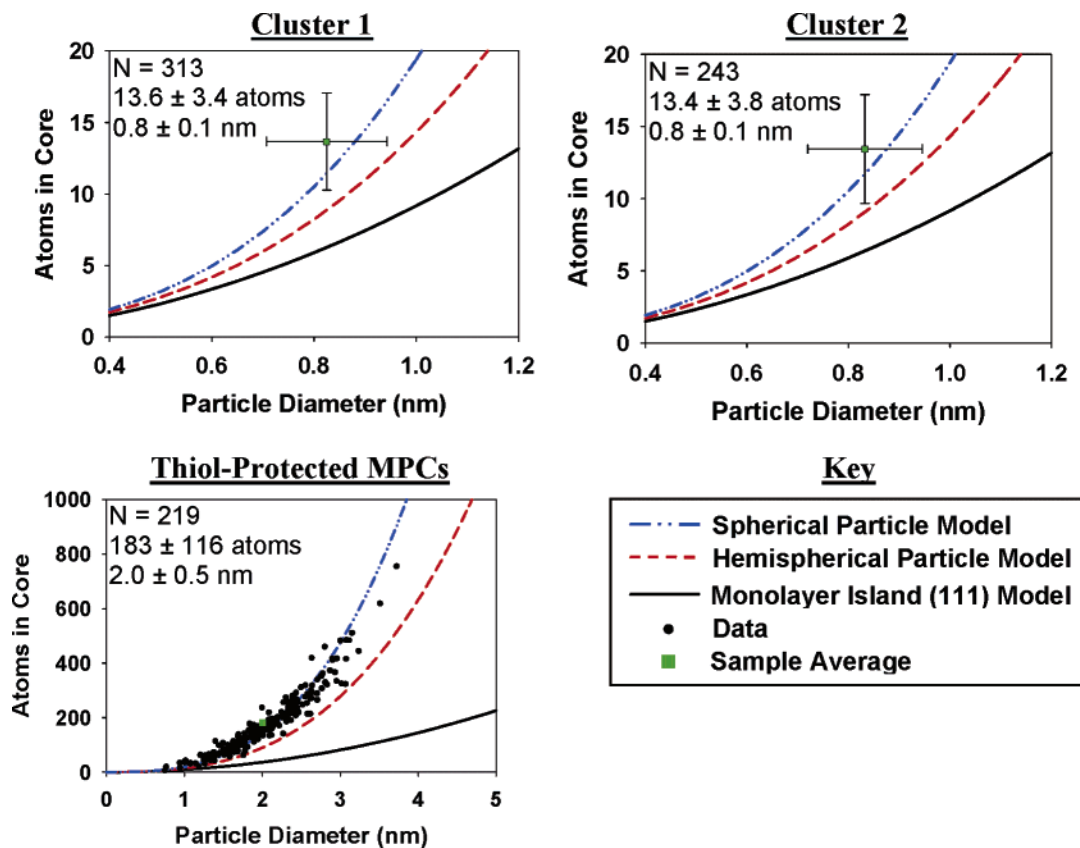 Cluster 1
N = 313
13.6 ± 3.4 atoms
0.8 ± 0.1 nm
Atoms in Core
20
15
10
5
0
0.4 0.6 0.8 1.0 1.2
Particle Diameter (nm)
Cluster 2
N = 243
13.4 ± 3.8 atoms
0.8 ± 0.1 nm
Atoms in Core
20
15
10
5
0
0.4 0.6 0.8 1.0 1.2
Particle Diameter (nm)
Thiol-Protected MPCs
N = 219
183 ± 116 atoms
2.0 ± 0.5 nm
Atoms in Core
1000
800
600
400
200
0
0 1 2 3 4 5
Particle Diameter (nm)
Key
Spherical Particle Model
Hemispherical Particle Model
Monolayer Island (111) Model
Data
Sample Average